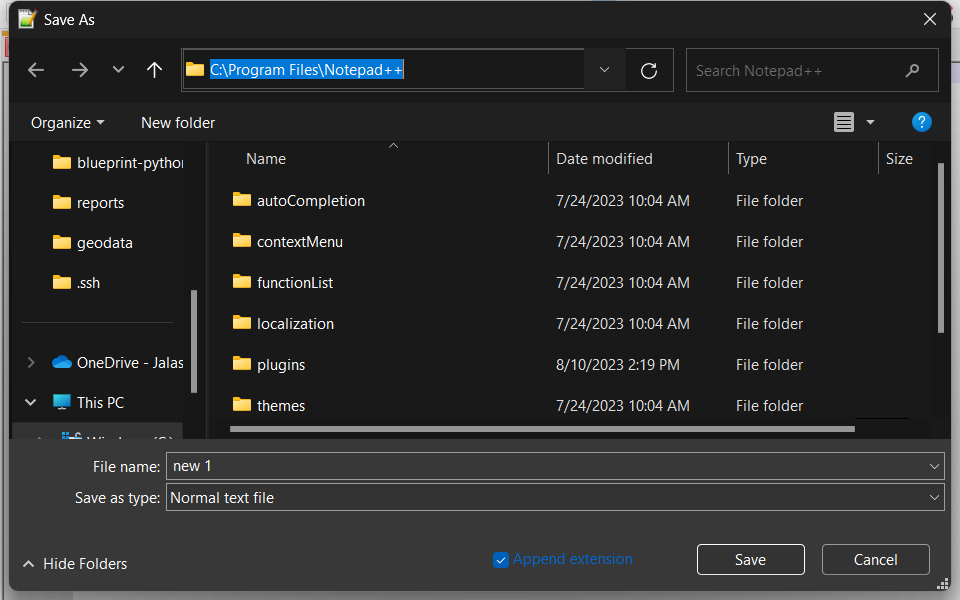 Save As
C:\Program Files\Notepad++
Search Notepad++
Organize
New folder
?
Name
Date modified
Type
Size
blueprint-python
reports
geodata
.ssh
OneDrive - Jalas
This PC
autoCompletion 7/24/2023 10:04 AM File folder
contextMenu 7/24/2023 10:04 AM File folder
functionList 7/24/2023 10:04 AM File folder
localization 7/24/2023 10:04 AM File folder
plugins 8/10/2023 2:19 PM File folder
themes 7/24/2023 10:04 AM File folder
File name: new 1
Save as type: Normal text file
Hide Folders
Append extension
Save
Cancel